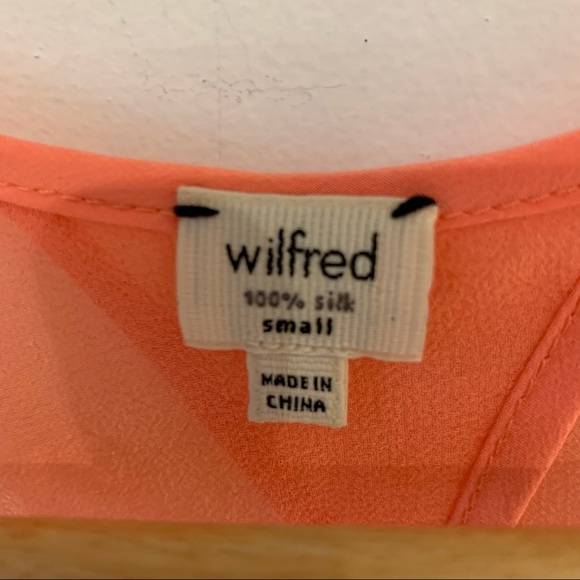 wilfred
100% silk
small
MADE IN
CHINA